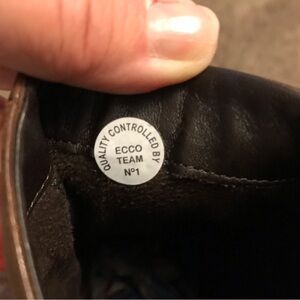 QUALITY CONTROLLED BY
ECCO
TEAM
Nº1